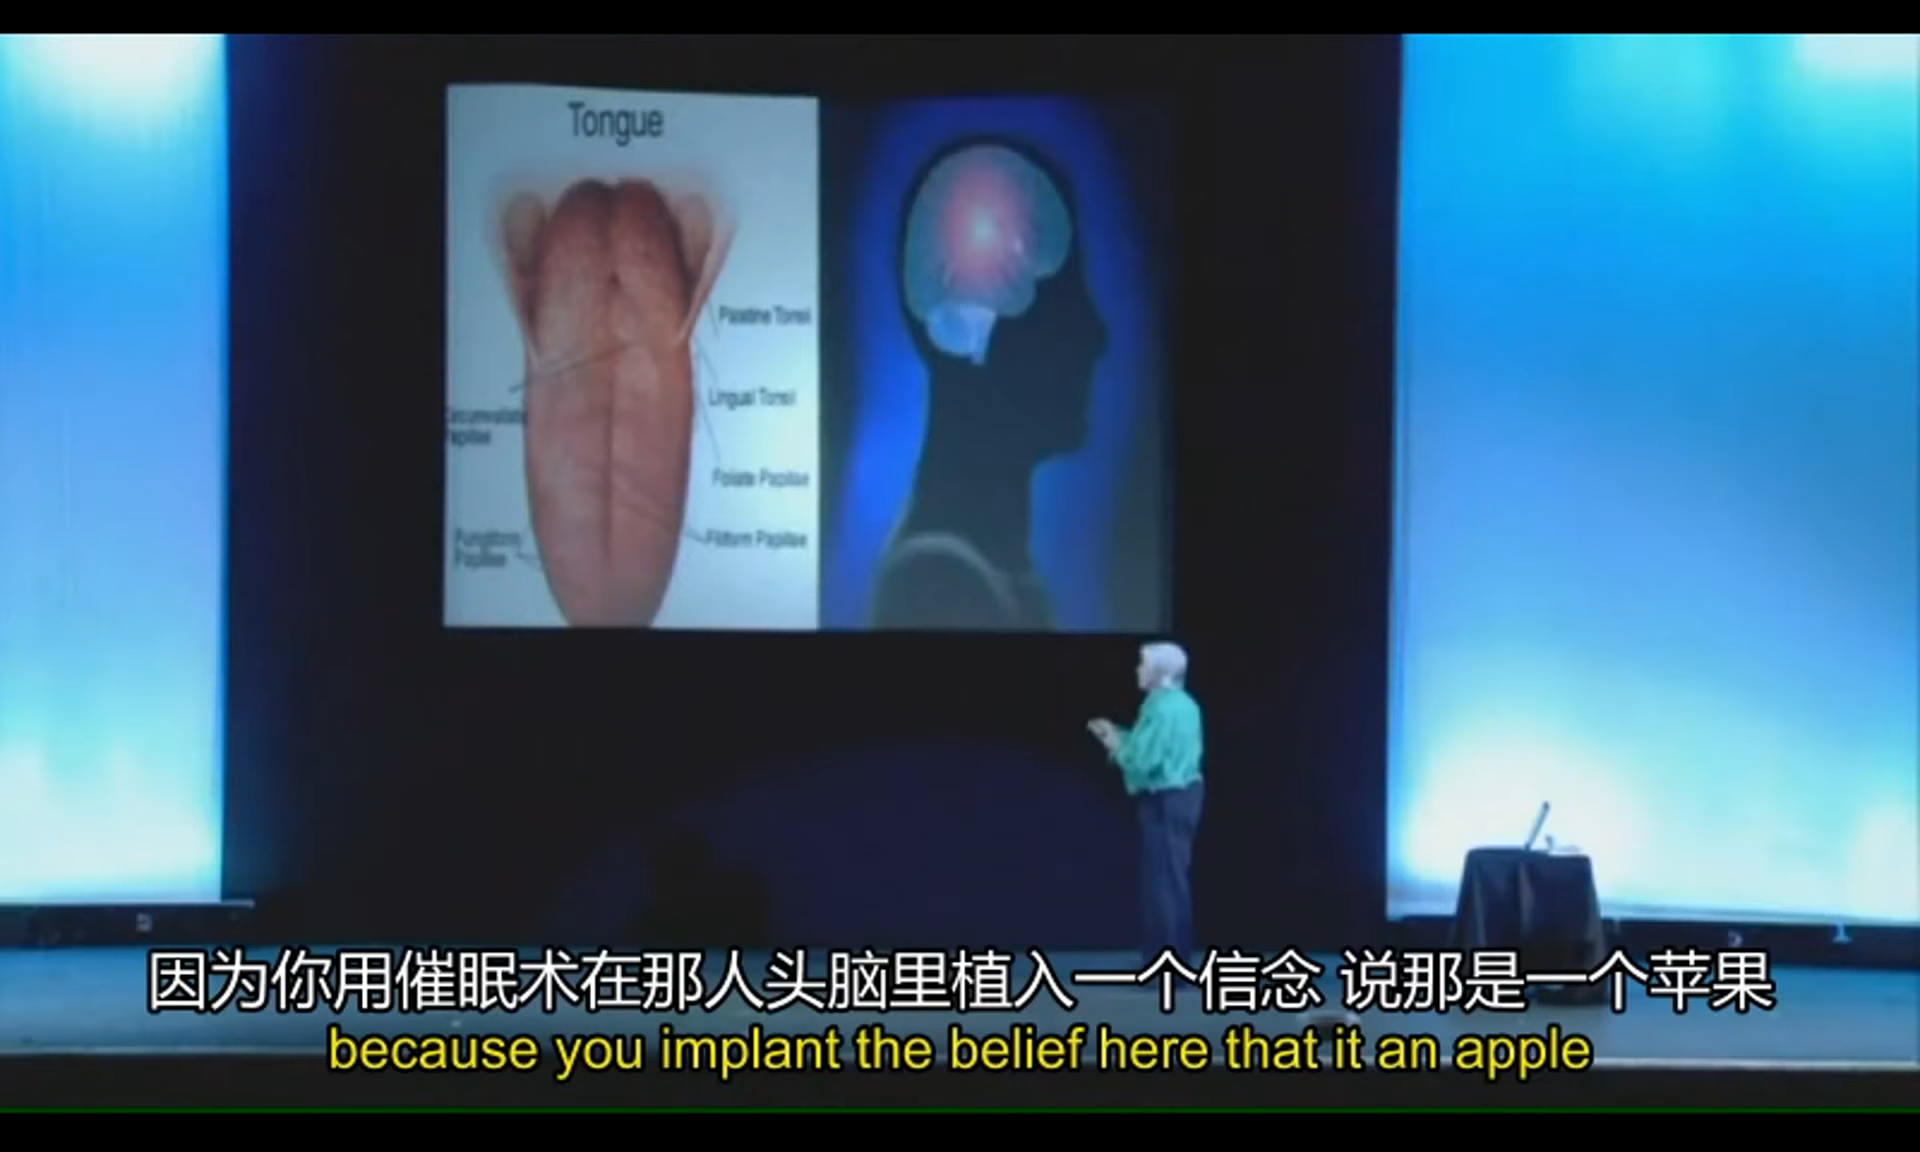 Tongue
Palatine Tonsil
Lingual Tonsil
Circumvallate
Papillae
Foliate Papillae
Filiform Papillae
Fungiform
Papillae
因为你用催眠术在那人头脑里植入一个信念 说那是一个苹果
because you implant the belief here that it an apple